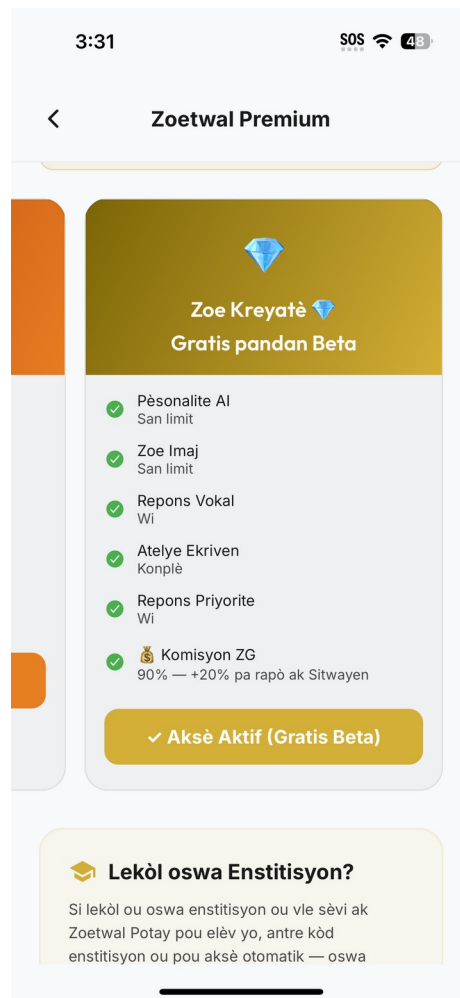 3:31
SOS
48
Zoetwal Premium
Zoe Kreyatè 💎
Gratis pandan Beta
Pèsonalite AI
San limit
Zoe Imaj
San limit
Repons Vokal
Wi
Atelye Ekriven
Konplè
Repons Priyorite
Wi
💰 Komisyon ZG
90% — +20% pa rapò ak Sitwayen
✓ Aksè Aktif (Gratis Beta)
Lekòl oswa Enstitisyon?
Si lekòl ou oswa enstitisyon ou vle sèvi ak
Zoetwal Potay pou elèv yo, antre kòd
enstitisyon ou pou aksè otomatik — oswa